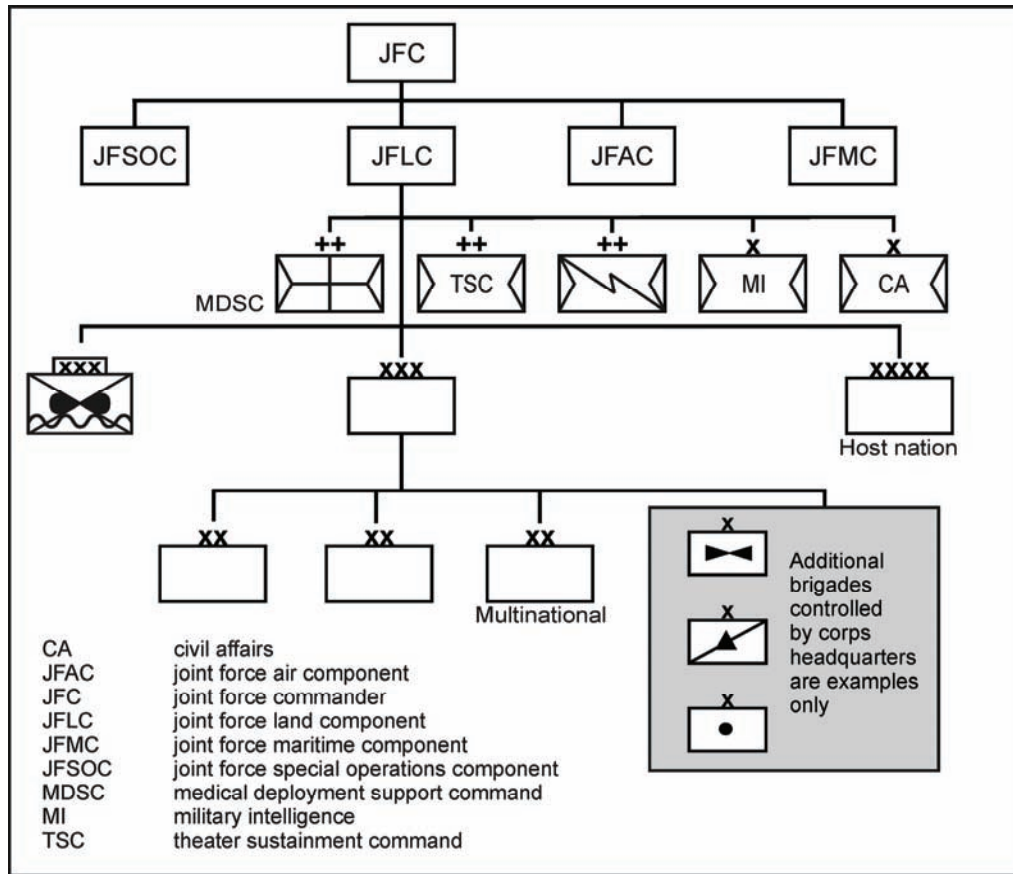 JFC
JFSOC JFLC JFAC JFMC
++ ++ ++ x x
MDSC TSC MI CA
xxx xxx xxxx
Host nation
xx xx xx
Multinational
x
x
x
Additional
brigades
controlled
by corps
headquarters
are examples
only
CA civil affairs
JFAC joint force air component
JFC joint force commander
JFLC joint force land component
JFMC joint force maritime component
JFSOC joint force special operations component
MDSC medical deployment support command
MI military intelligence
TSC theater sustainment command